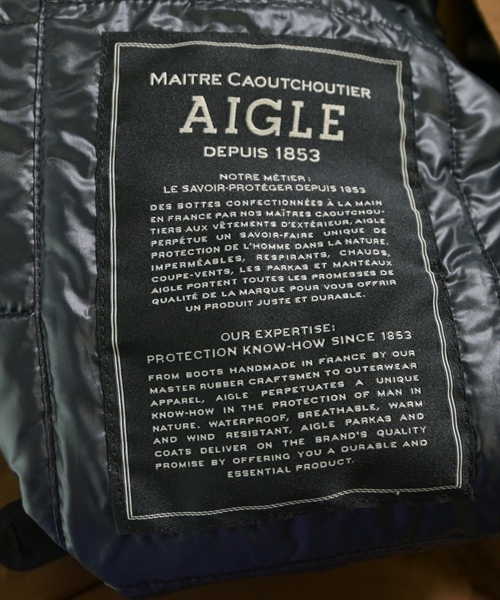 MAITRE CAOUTCHOUTIER
AIGLE
DEPUIS 1853
NOTRE MÉTIER:
LE SAVOIR-PROTÉGER DEPUIS 1853
DES BOTTES CONFECTIONNÉES À LA MAIN
EN FRANCE PAR NOS MAÎTRES CAOUTCHOU-
TIERS AUX VÊTEMENTS D'EXTÉRIEUR, AIGLE
PERPÉTUE UN SAVOIR-FAIRE UNIQUE DE
PROTECTION DE L'HOMME DANS LA NATURE.
IMPERMÉABLES, RESPIRANTS, CHAUDS,
COUPE-VENTS, LES PARKAS ET MANTEAUX
AIGLE PORTENT TOUTES LES PROMESSES DE
QUALITÉ DE LA MARQUE POUR VOUS OFFRIR
UN PRODUIT JUSTE ET DURABLE.
OUR EXPERTISE:
PROTECTION KNOW-HOW SINCE 1853
FROM BOOTS HANDMADE IN FRANCE BY OUR
MASTER RUBBER CRAFTSMEN TO OUTERWEAR
APPAREL, AIGLE PERPETUATES A UNIQUE
KNOW-HOW IN THE PROTECTION OF MAN IN
NATURE. WATERPROOF, BREATHABLE, WARM
AND WIND RESISTANT, AIGLE PARKAS AND
COATS DELIVER ON THE BRAND'S QUALITY
PROMISE BY OFFERING YOU A DURABLE AND
ESSENTIAL PRODUCT.